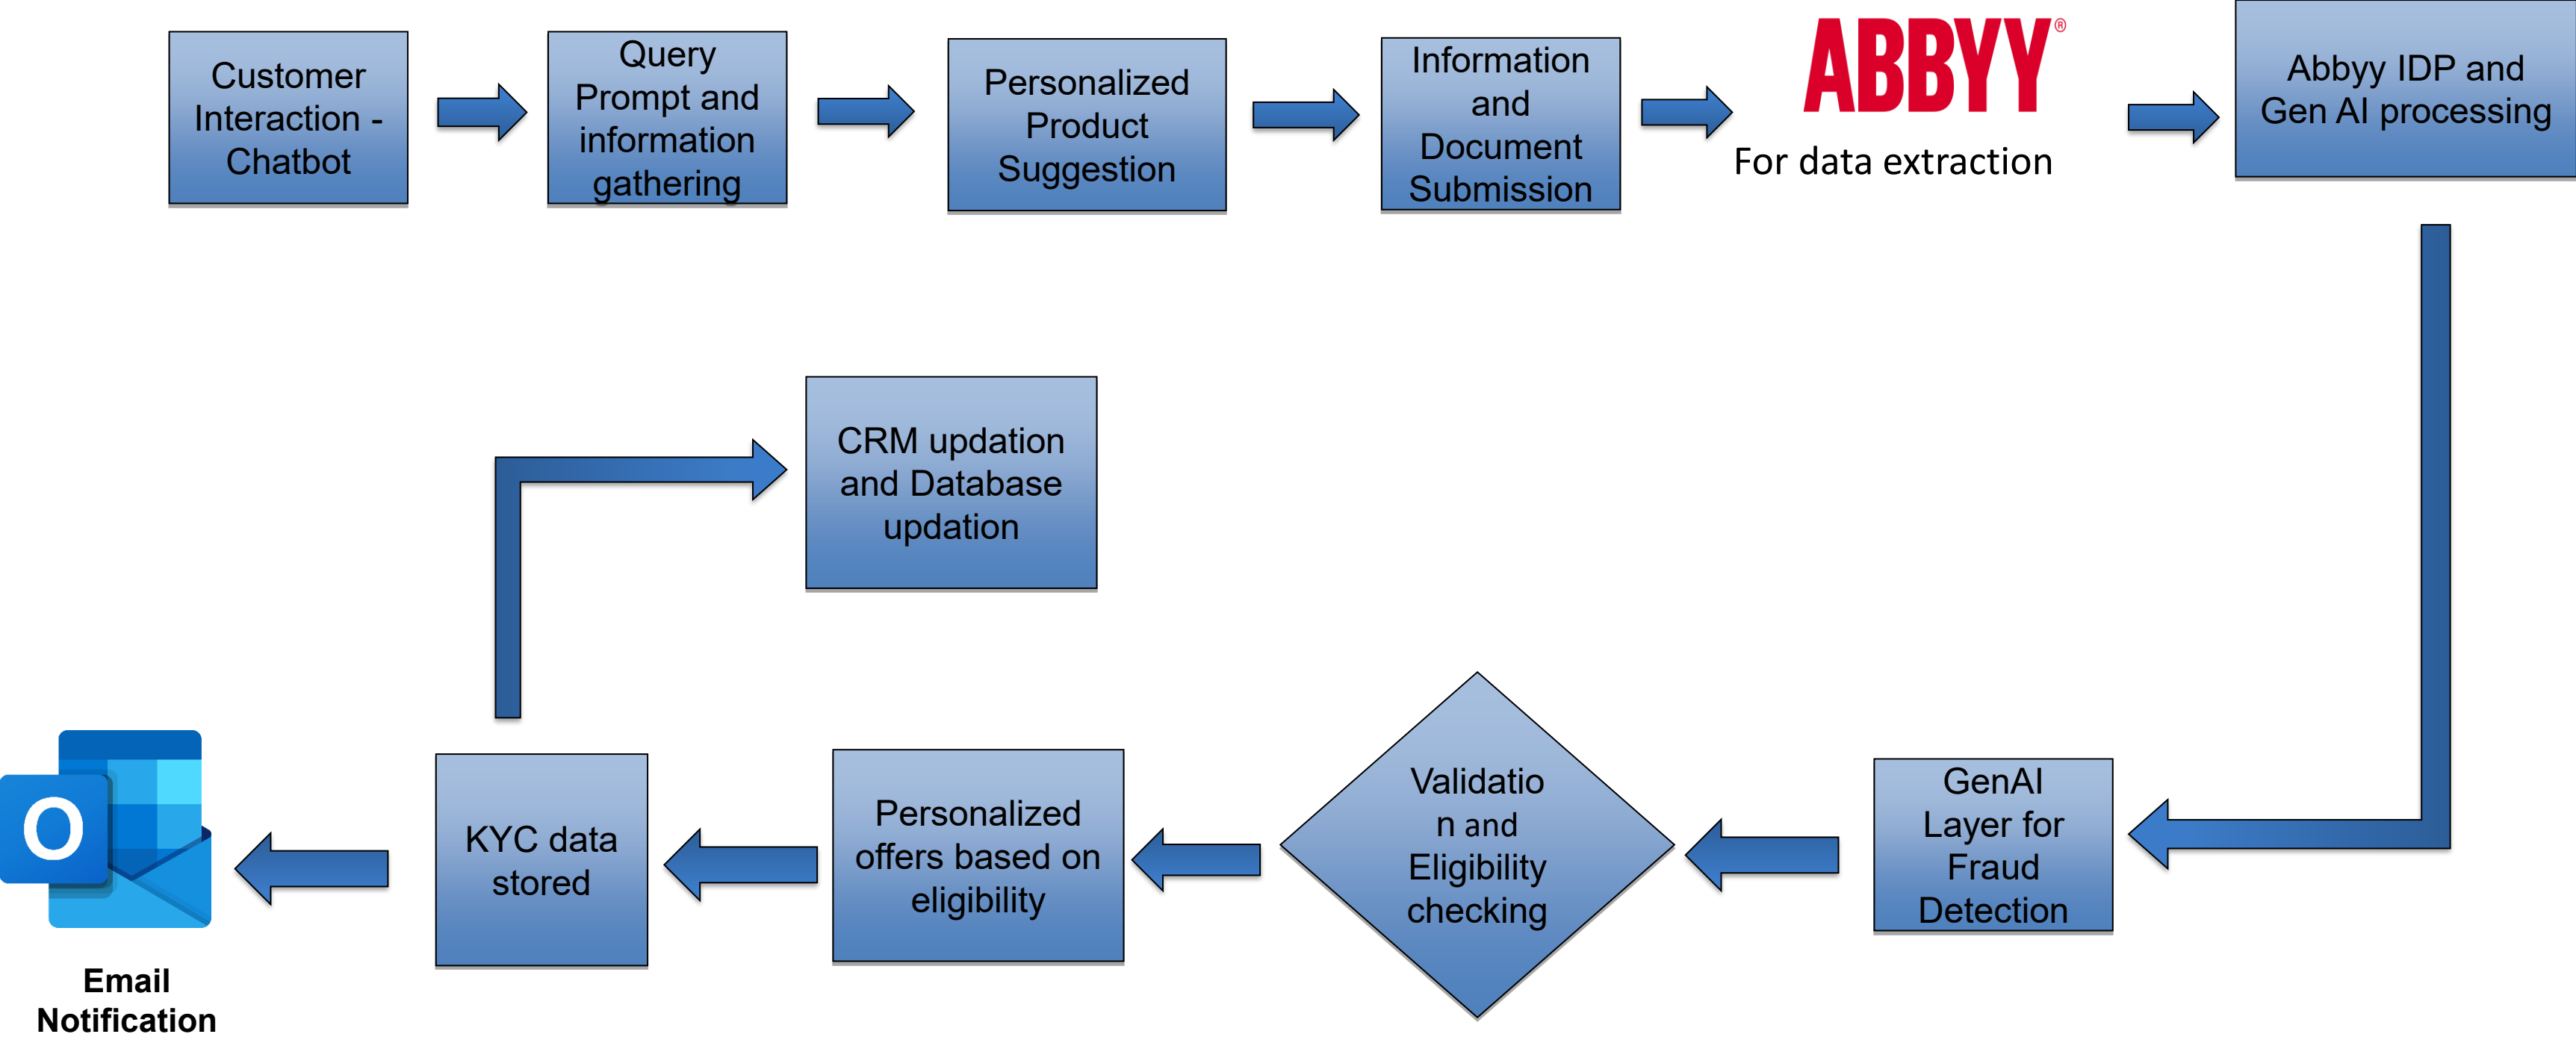 Customer
Interaction -
Chatbot
Query
Prompt and
information
gathering
Personalized
Product
Suggestion
Information
and
Document
Submission
ABBYY®
For data extraction
Abbyy IDP and
Gen AI processing
CRM updation
and Database
updation
O
Email
Notification
KYC data
stored
Personalized
offers based on
eligibility
Validatio
n and
Eligibility
checking
GenAI
Layer for
Fraud
Detection